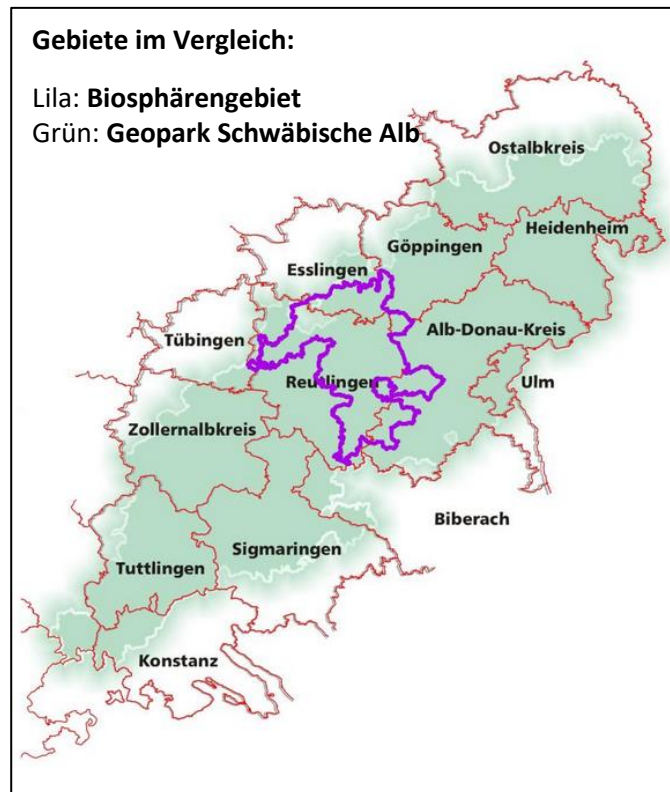 Gebiete im Vergleich:
Lila: Biosphärengebiet
Grün: Geopark Schwäbische Alb
Ostalbkreis
Heidenheim
Göppingen
Esslingen
Alb-Donau-Kreis
Tübingen
Reutlingen
Ulm
Zollernalbkreis
Biberach
Sigmaringen
Tuttlingen
Konstanz